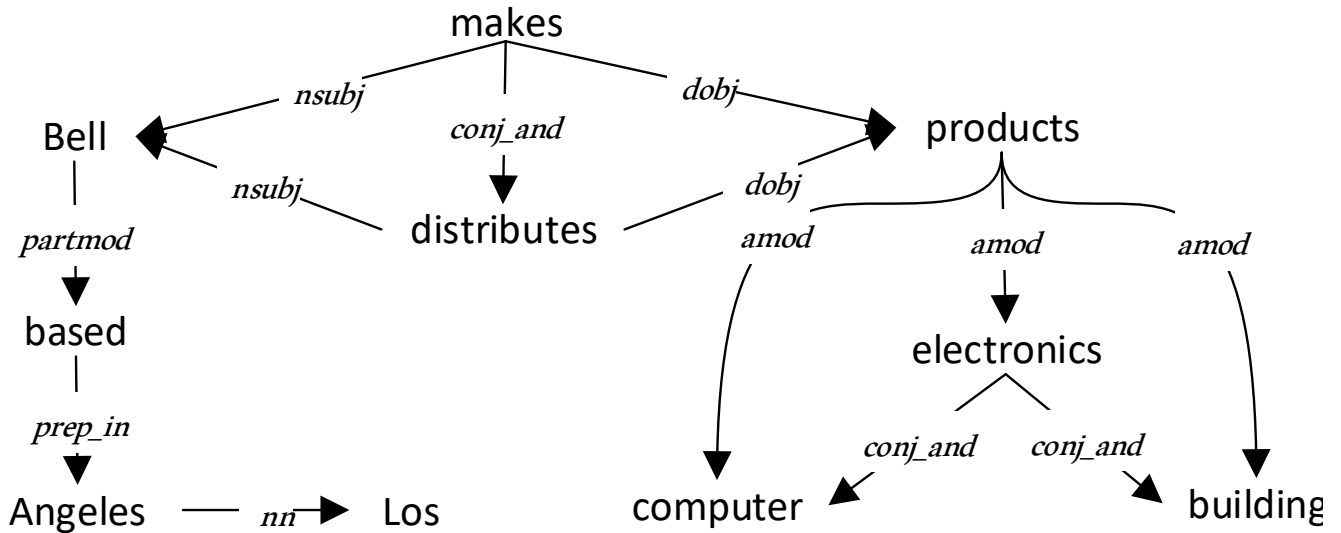 makes
nsubj dobj
Bell conj_and products
nsubj dobj
distributes
partmod amod amod amod
based electronics
prep_in conj_and conj_and
Angeles nn Los computer building